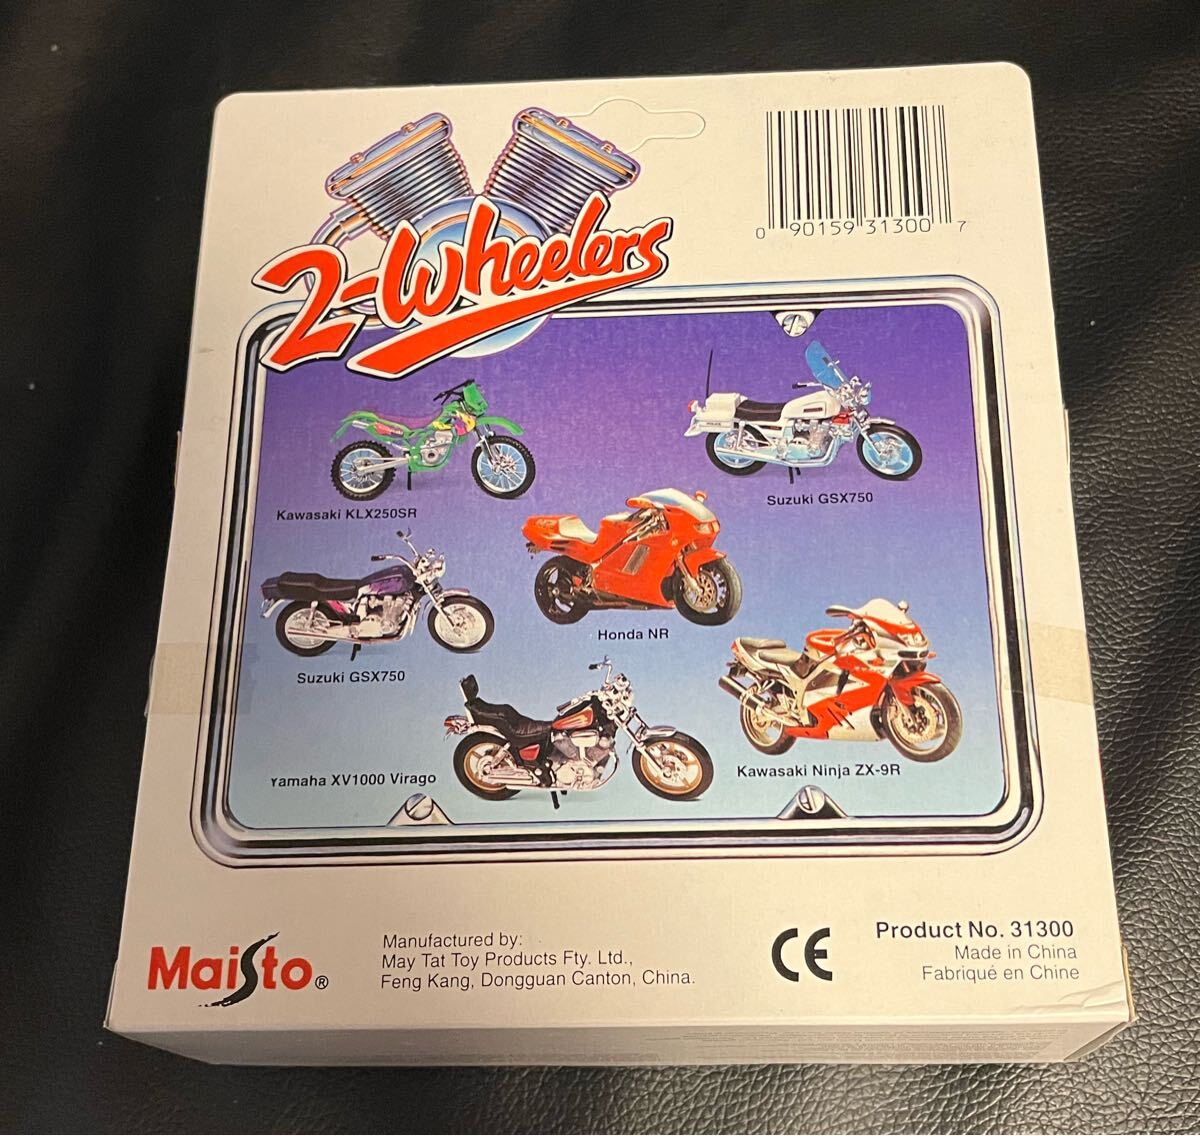 2-Wheelers
0 90159 31300 7
Kawasaki KLX250SR
Suzuki GSX750
POLICE
Honda NR
Suzuki GSX750
Yamaha XV1000 Virago
Kawasaki Ninja ZX-9R
Maisto®
Manufactured by:
May Tat Toy Products Fty. Ltd.,
Feng Kang, Dongguan Canton, China.
CE
Product No. 31300
Made in China
Fabriqué en Chine